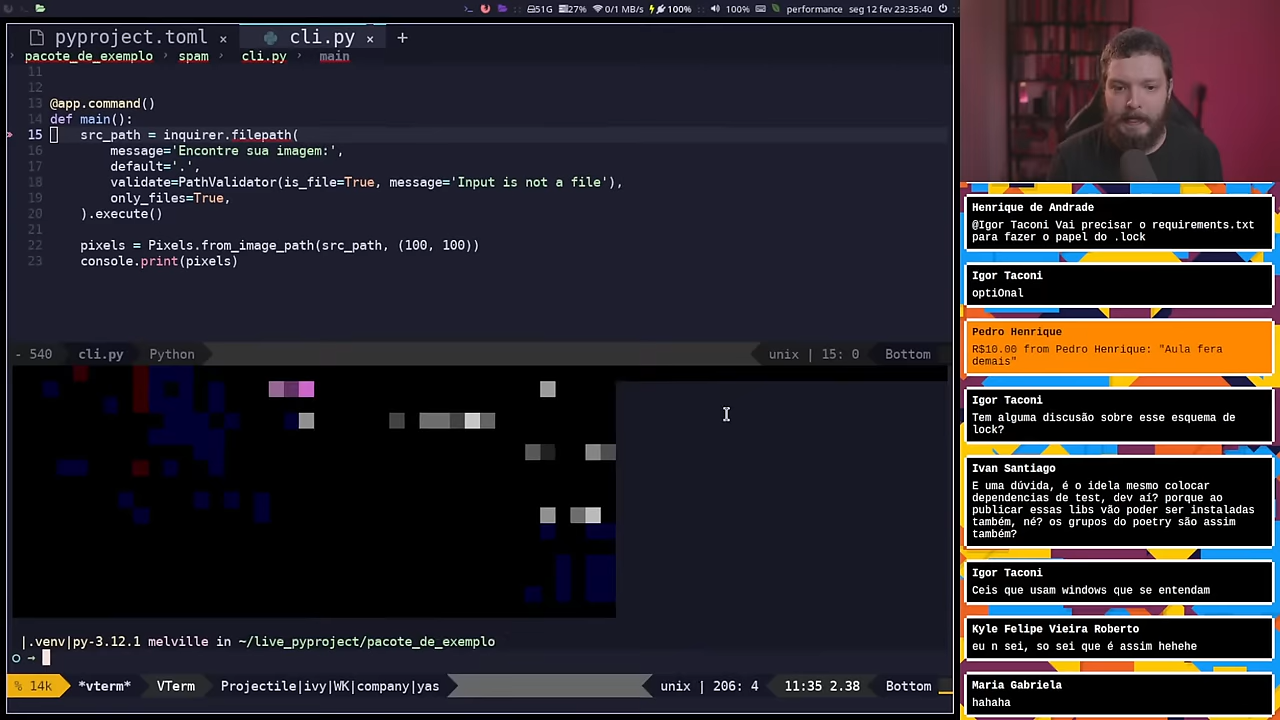 51G 27% 0/1 MB/s 100% 100% performance seg 12 fev 23:35:40
pyproject.toml × cli.py × +
› pacote_de_exemplo › spam › cli.py › main
11
12
13 @app.command()
14 def main():
» 15 src_path = inquirer.filepath(
16 message='Encontre sua imagem:',
17 default='.',
18 validate=PathValidator(is_file=True, message='Input is not a file'),
19 only_files=True,
20 ).execute()
21
22 pixels = Pixels.from_image_path(src_path, (100, 100))
23 console.print(pixels)
- 540 cli.py Python unix | 15: 0 Bottom
|.venv|py-3.12.1 melville in ~/live_pyproject/pacote_de_exemplo
○ →
% 14k *vterm* VTerm Projectile|ivy|WK|company|yas unix | 206: 4 11:35 2.38 Bottom
Henrique de Andrade
@Igor Taconi Vai precisar o requirements.txt
para fazer o papel do .lock
Igor Taconi
optiOnal
Pedro Henrique
R$10.00 from Pedro Henrique: "Aula fera
demais"
Igor Taconi
Tem alguma discusão sobre esse esquema de
lock?
Ivan Santiago
E uma dúvida, é o idela mesmo colocar
dependencias de test, dev ai? porque ao
publicar essas libs vão poder ser instaladas
também, né? os grupos do poetry são assim
também?
Igor Taconi
Ceis que usam windows que se entendam
Kyle Felipe Vieira Roberto
eu n sei, so sei que é assim hehehe
Maria Gabriela
hahaha